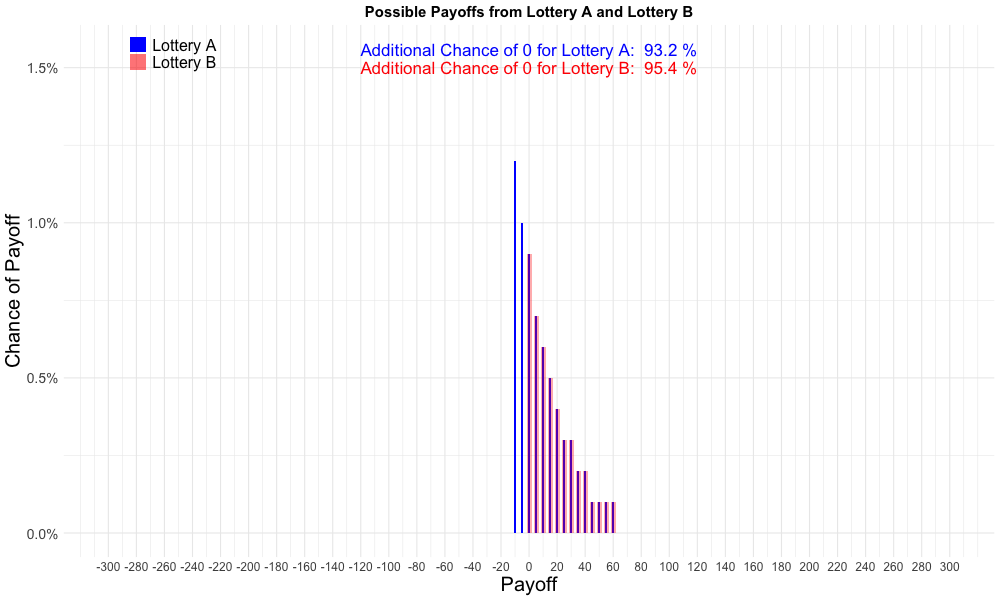 Possible Payoffs from Lottery A and Lottery B
Lottery A
Lottery B
Additional Chance of 0 for Lottery A: 93.2 %
Additional Chance of 0 for Lottery B: 95.4 %
Chance of Payoff
1.5%
1.0%
0.5%
0.0%
-300 -280 -260 -240 -220 -200 -180 -160 -140 -120 -100 -80 -60 -40 -20 0 20 40 60 80 100 120 140 160 180 200 220 240 260 280 300
Payoff